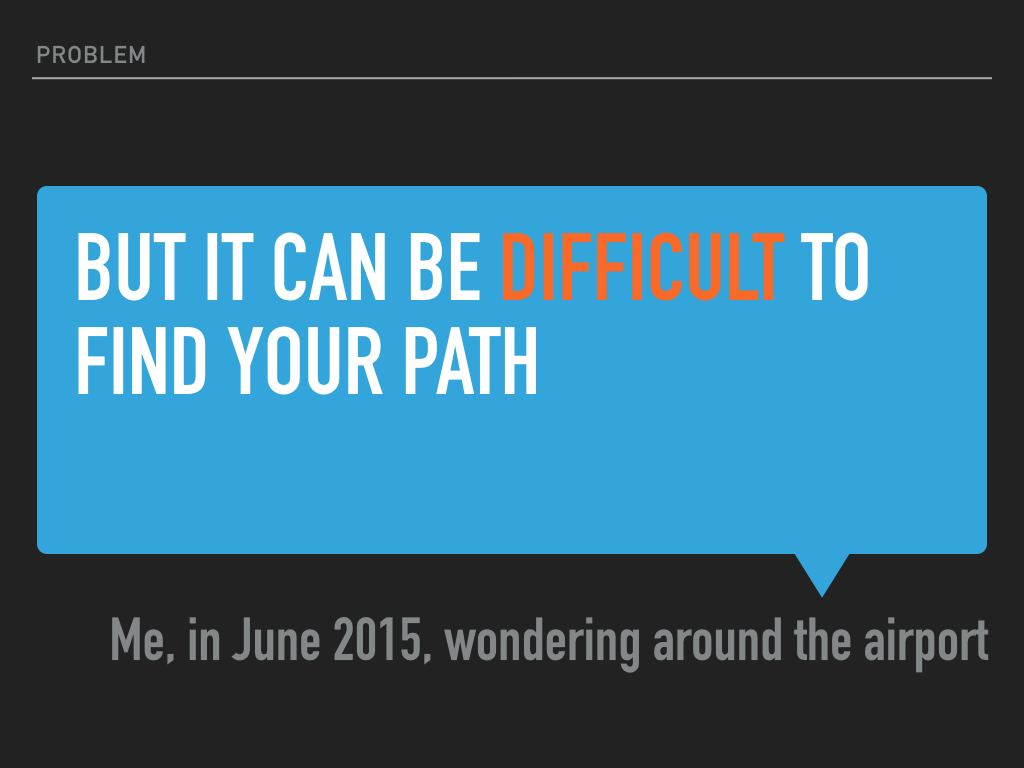 PROBLEM
BUT IT CAN BE DIFFICULT TO
FIND YOUR PATH
Me, in June 2015, wondering around the airport